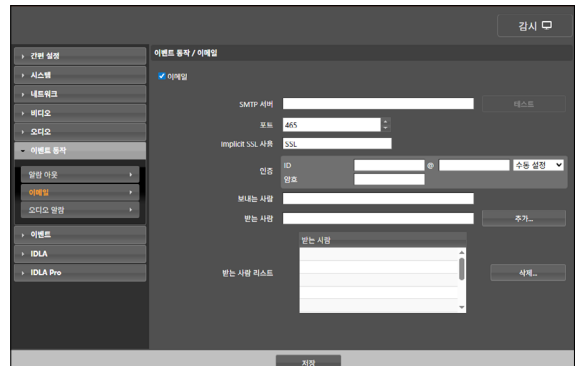 감시
간편 설정
시스템
네트워크
비디오
오디오
이벤트 동작
알람 아웃
이메일
오디오 알람
이벤트
IDLA
IDLA Pro
이벤트 동작 / 이메일
이메일
SMTP 서버 테스트
포트 465
Implicit SSL 사용 SSL
인증 ID @ 수동 설정
암호
보내는 사람
받는 사람 추가...
받는 사람
받는 사람 리스트 삭제...
저장